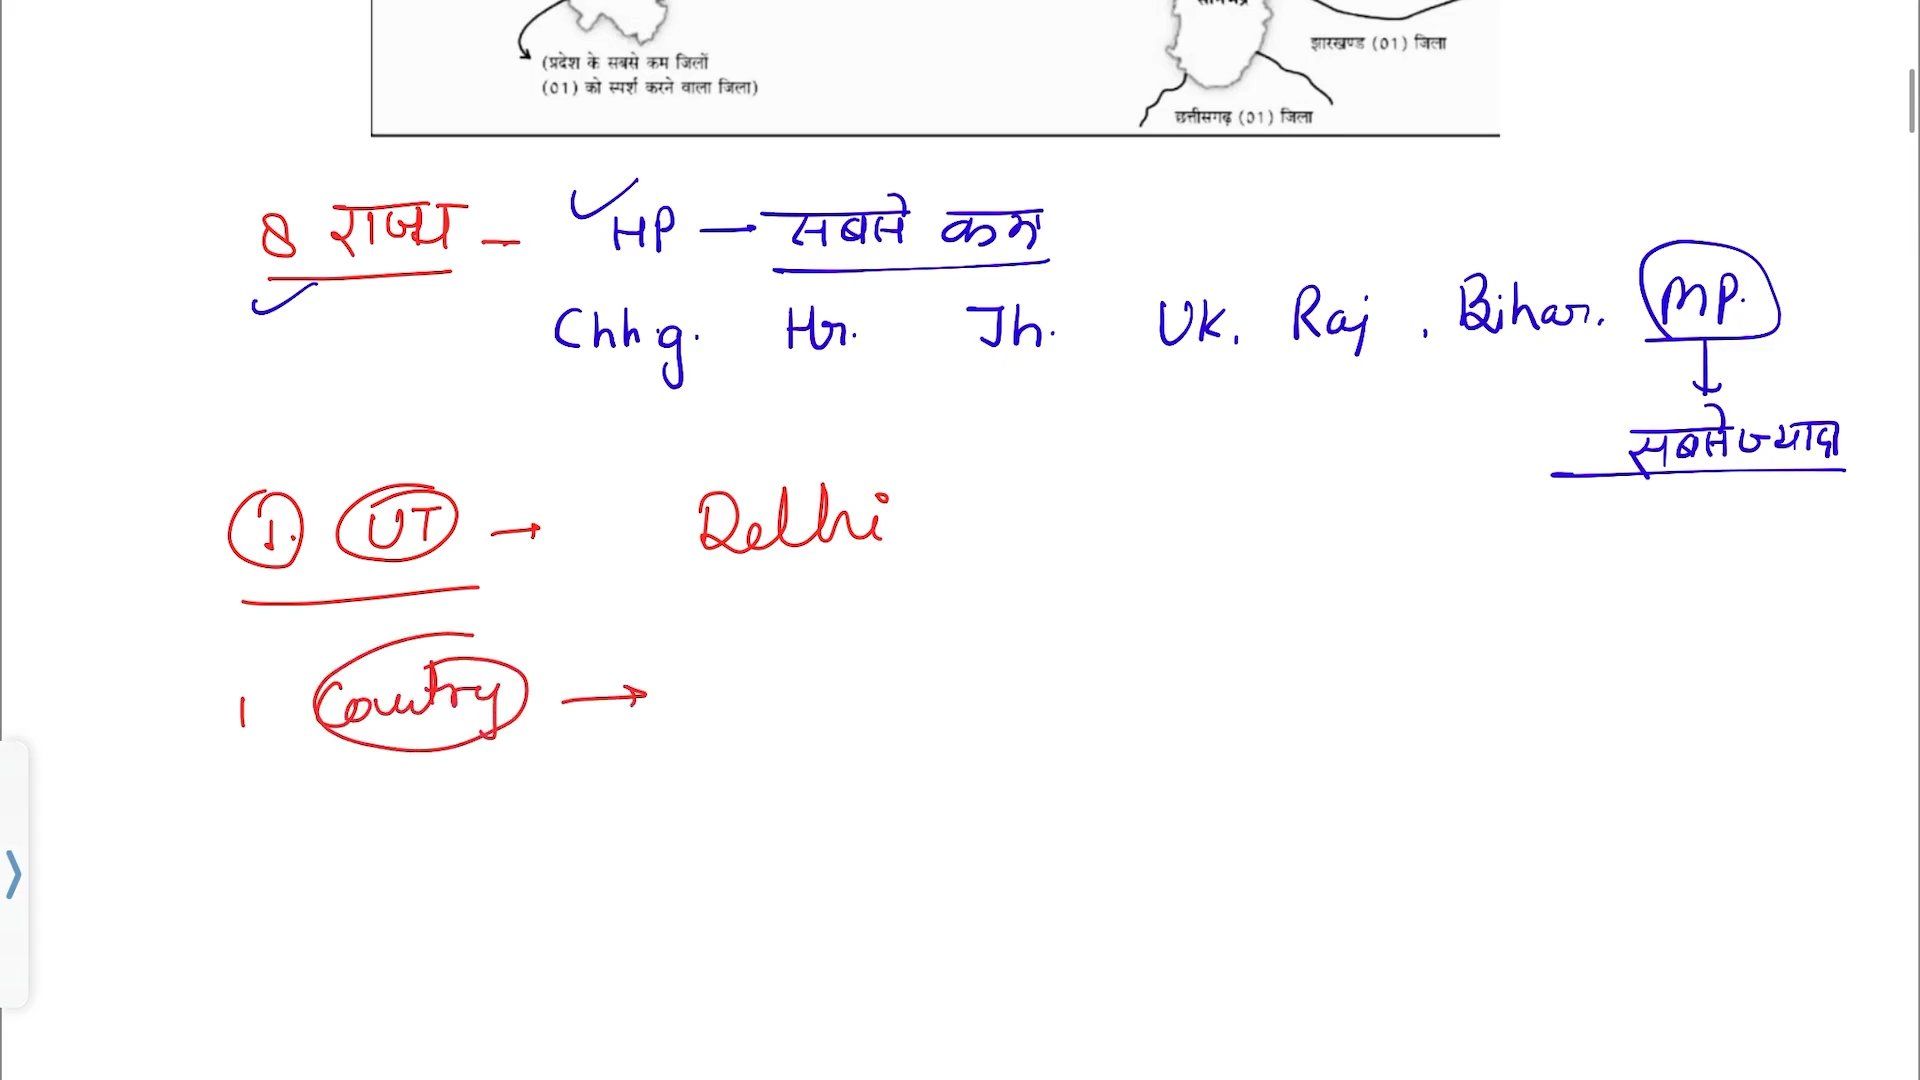 झारखण्ड (01) जिला
(प्रदेश के सबसे कम जिलों
(01) को स्पर्श करने वाला जिला)
छत्तीसगढ़ (01) जिला
8 राज्य - HP - सबसे कम
Chhg. Hr. Jh. UK. Raj. Bihar. MP.
सबसे ज्यादा
1. UT → Delhi
1 Country →